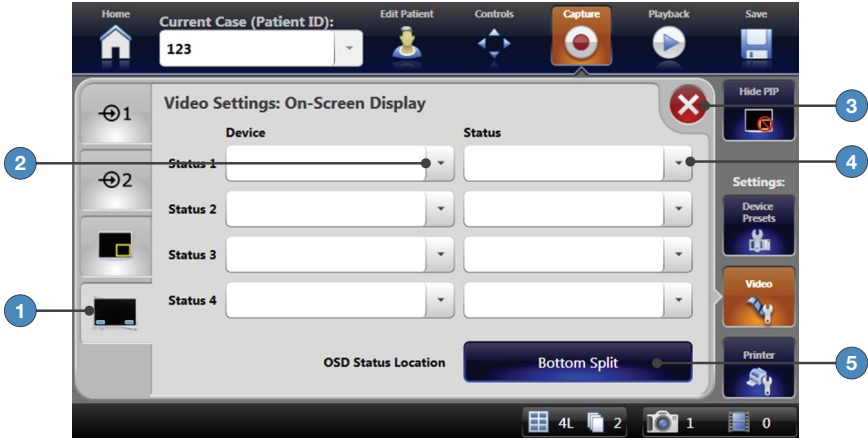 Home
Current Case (Patient ID):
123
Edit Patient
Controls
Capture
Playback
Save
1
2
Video Settings: On-Screen Display
Device
Status
Status 1
Status 2
Status 3
Status 4
OSD Status Location
Bottom Split
Hide PIP
Settings:
Device
Presets
Video
Printer
4L
2
1
0
1
2
3
4
5